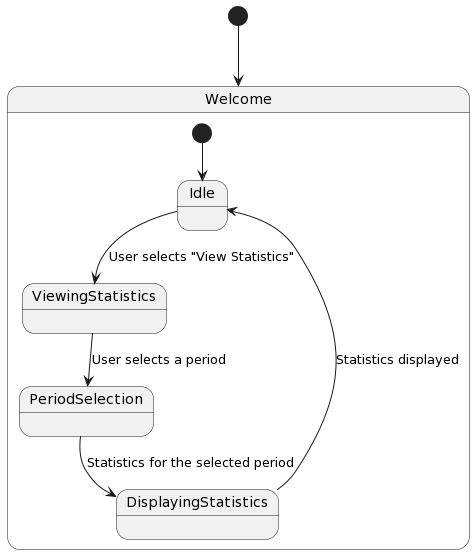 Welcome
Idle
User selects "View Statistics"
ViewingStatistics
User selects a period
Statistics displayed
PeriodSelection
Statistics for the selected period
DisplayingStatistics